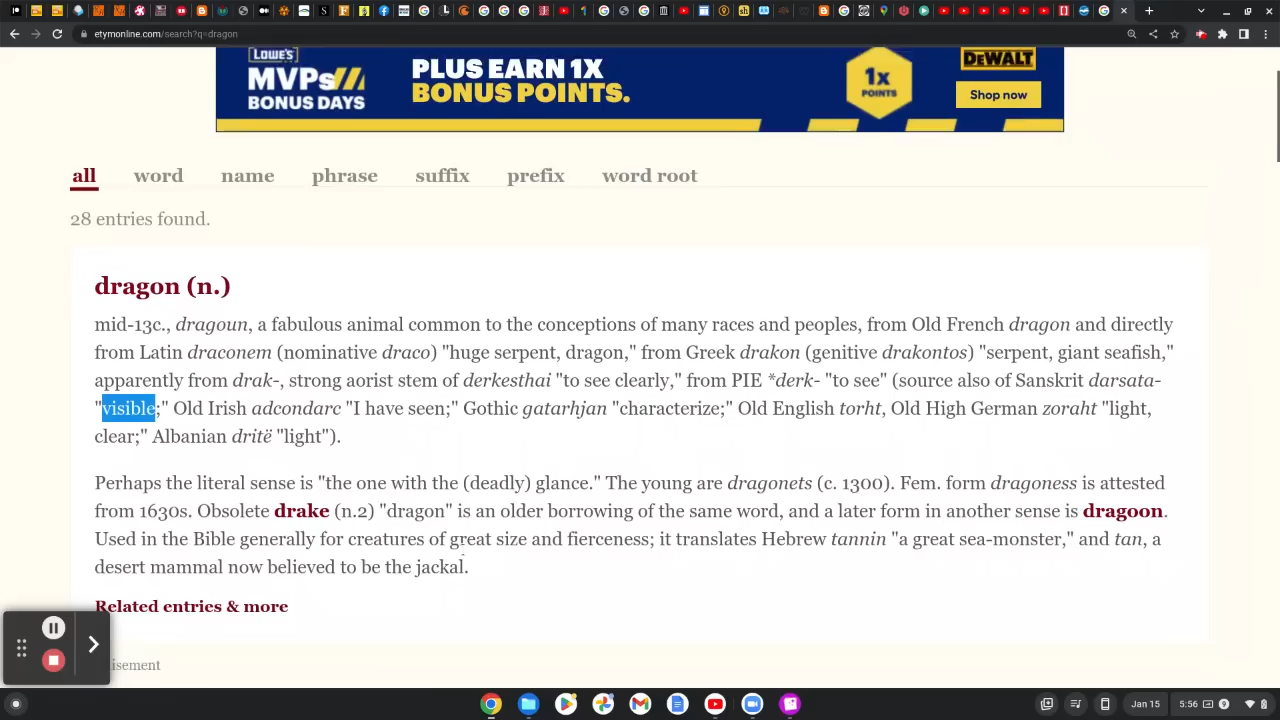 etymonline.com/search?q=dragon
LOWE'S
MVPs
BONUS DAYS
PLUS EARN 1X
BONUS POINTS.
1x
POINTS
DEWALT
Shop now
all word name phrase suffix prefix word root
28 entries found.
dragon (n.)
mid-13c., dragoun, a fabulous animal common to the conceptions of many races and peoples, from Old French dragon and directly
from Latin draconem (nominative draco) "huge serpent, dragon," from Greek drakon (genitive drakontos) "serpent, giant seafish,"
apparently from drak-, strong aorist stem of derkesthai "to see clearly," from PIE *derk- "to see" (source also of Sanskrit darsata-
"visible;" Old Irish adcondarc "I have seen;" Gothic gatarhjan "characterize;" Old English torht, Old High German zoraht "light,
clear;" Albanian dritë "light").
Perhaps the literal sense is "the one with the (deadly) glance." The young are dragonets (c. 1300). Fem. form dragoness is attested
from 1630s. Obsolete drake (n.2) "dragon" is an older borrowing of the same word, and a later form in another sense is dragoon.
Used in the Bible generally for creatures of great size and fierceness; it translates Hebrew tannin "a great sea-monster," and tan, a
desert mammal now believed to be the jackal.
Related entries & more
isement
Jan 15 5:56